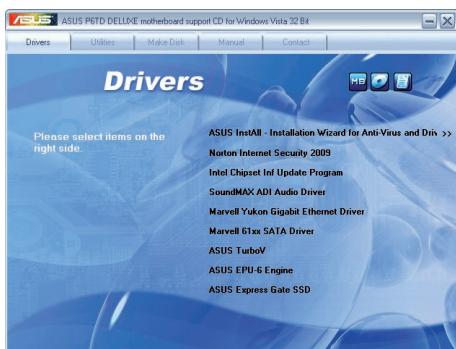 ASUS
ASUS P6TD DELUXE motherboard support CD for Windows Vista 32 Bit
Drivers
Utilities
Make Disk
Manual
Contact
Drivers
MB
Please select items on the
right side.
ASUS InstAll - Installation Wizard for Anti-Virus and Driv >>
Norton Internet Security 2009
Intel Chipset Inf Update Program
SoundMAX ADI Audio Driver
Marvell Yukon Gigabit Ethernet Driver
Marvell 61xx SATA Driver
ASUS TurboV
ASUS EPU-6 Engine
ASUS Express Gate SSD